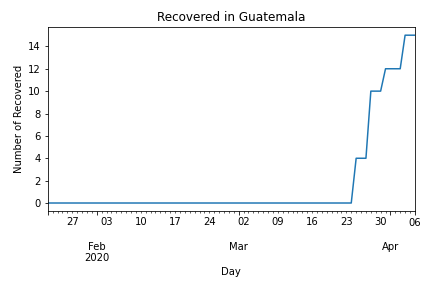 Recovered in Guatemala
Number of Recovered
14
12
10
8
6
4
2
0
27 03 10 17 24 02 09 16 23 30 06
Feb Mar Apr
2020
Day